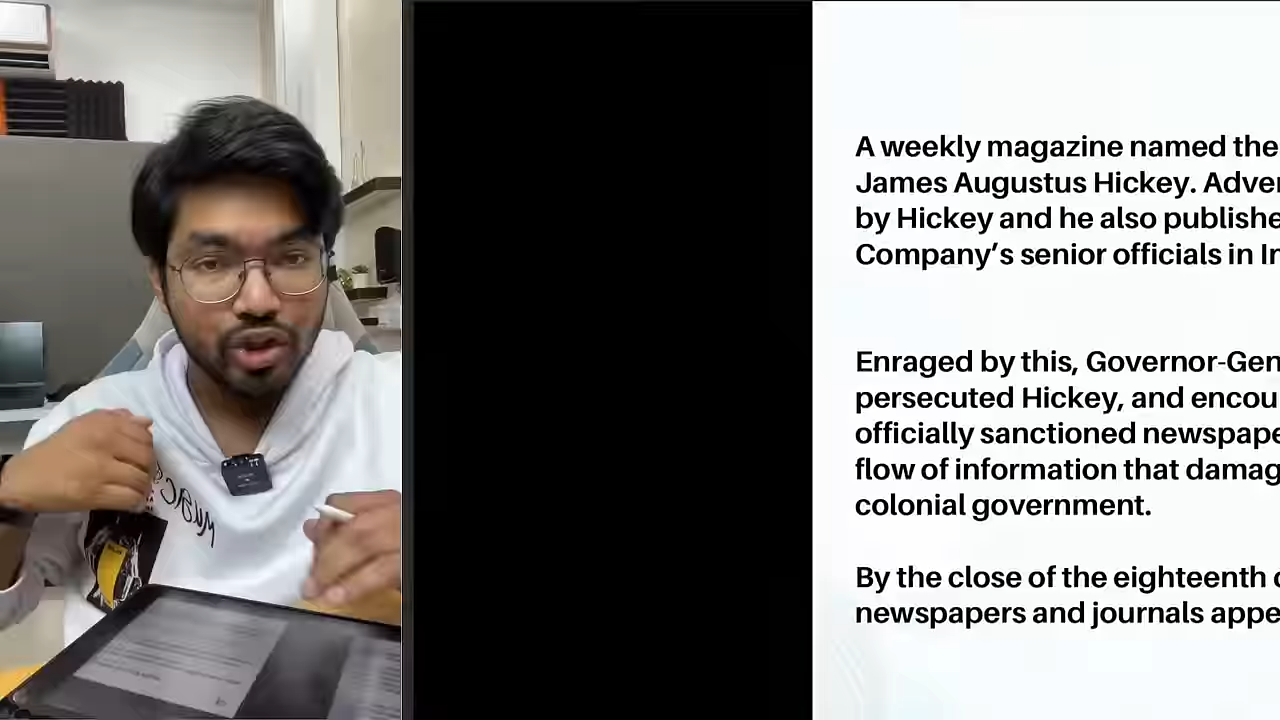 A weekly magazine named the
James Augustus Hickey. Adver
by Hickey and he also publishe
Company’s senior officials in In
Enraged by this, Governor-Gen
persecuted Hickey, and encou
officially sanctioned newspape
flow of information that damag
colonial government.
By the close of the eighteenth c
newspapers and journals appe